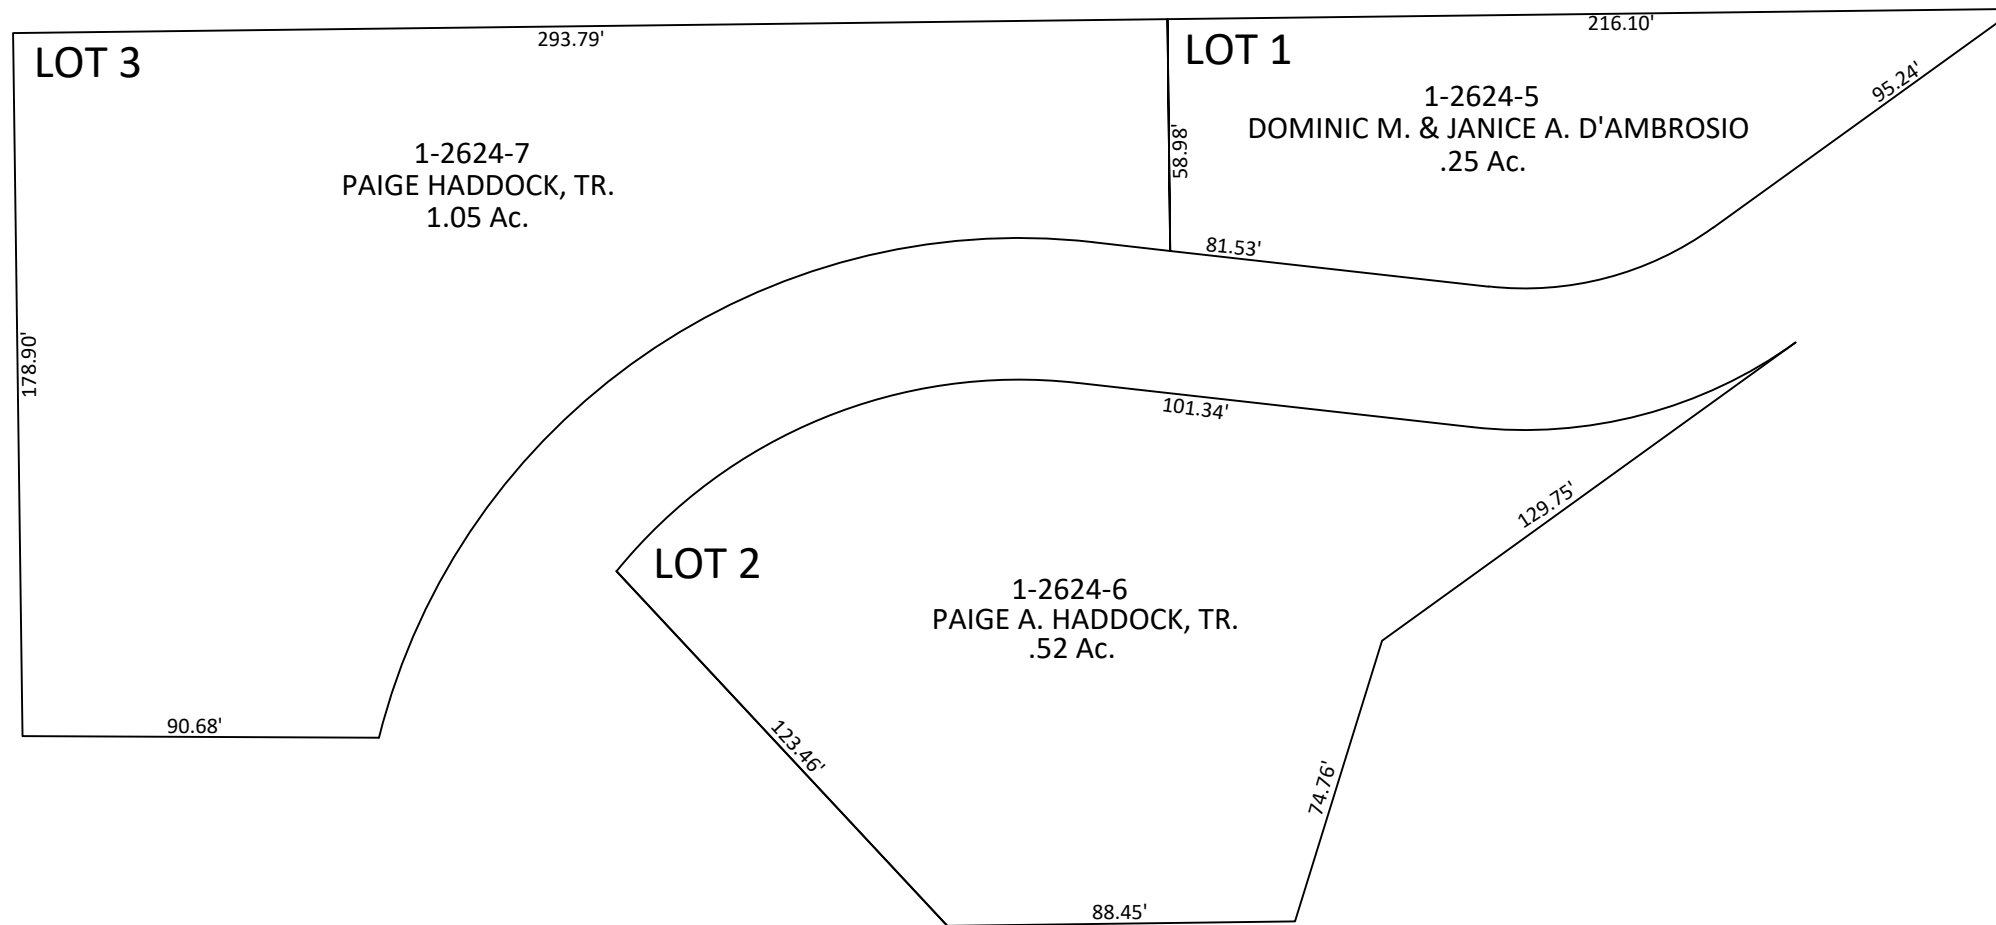 293.79'
LOT 3
1-2624-7
PAIGE HADDOCK, TR.
1.05 Ac.
178.90'
90.68'
216.10'
LOT 1
1-2624-5
DOMINIC M. & JANICE A. D'AMBROSIO
.25 Ac.
95.24'
58.98'
81.53'
101.34'
129.75'
LOT 2
1-2624-6
PAIGE A. HADDOCK, TR.
.52 Ac.
123.46'
74.76'
88.45'